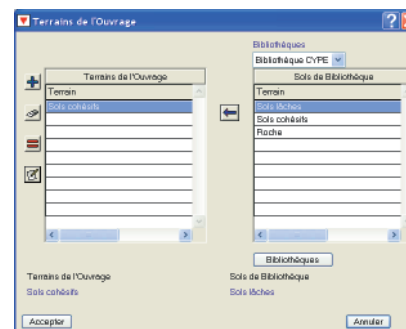 Terrains de l'Ouvrage
Bibliothèques
Bibliothèque CYPE
Terrains de l'Ouvrage
Sols de Bibliothèque
Terrain
Terrain
Sols cohésifs
Sols lâches
Sols cohésifs
Roche
Bibliothèques
Terrains de l'Ouvrage
Sols de Bibliothèque
Sols cohésifs
Sols lâches
Accepter
Annuler